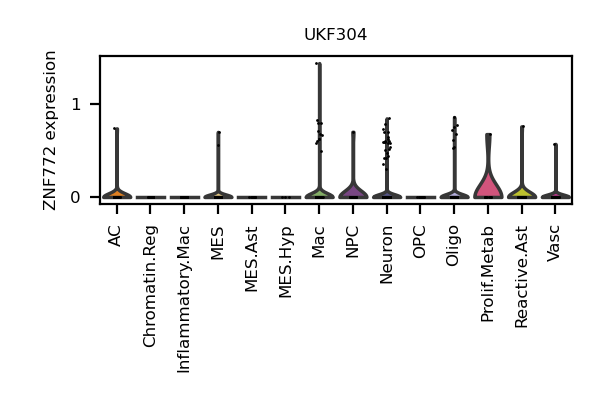 UKF304
ZNF772 expression
1
0
AC
Chromatin.Reg
Inflammatory.Mac
MES
MES.Ast
MES.Hyp
Mac
NPC
Neuron
OPC
Oligo
Prolif.Metab
Reactive.Ast
Vasc